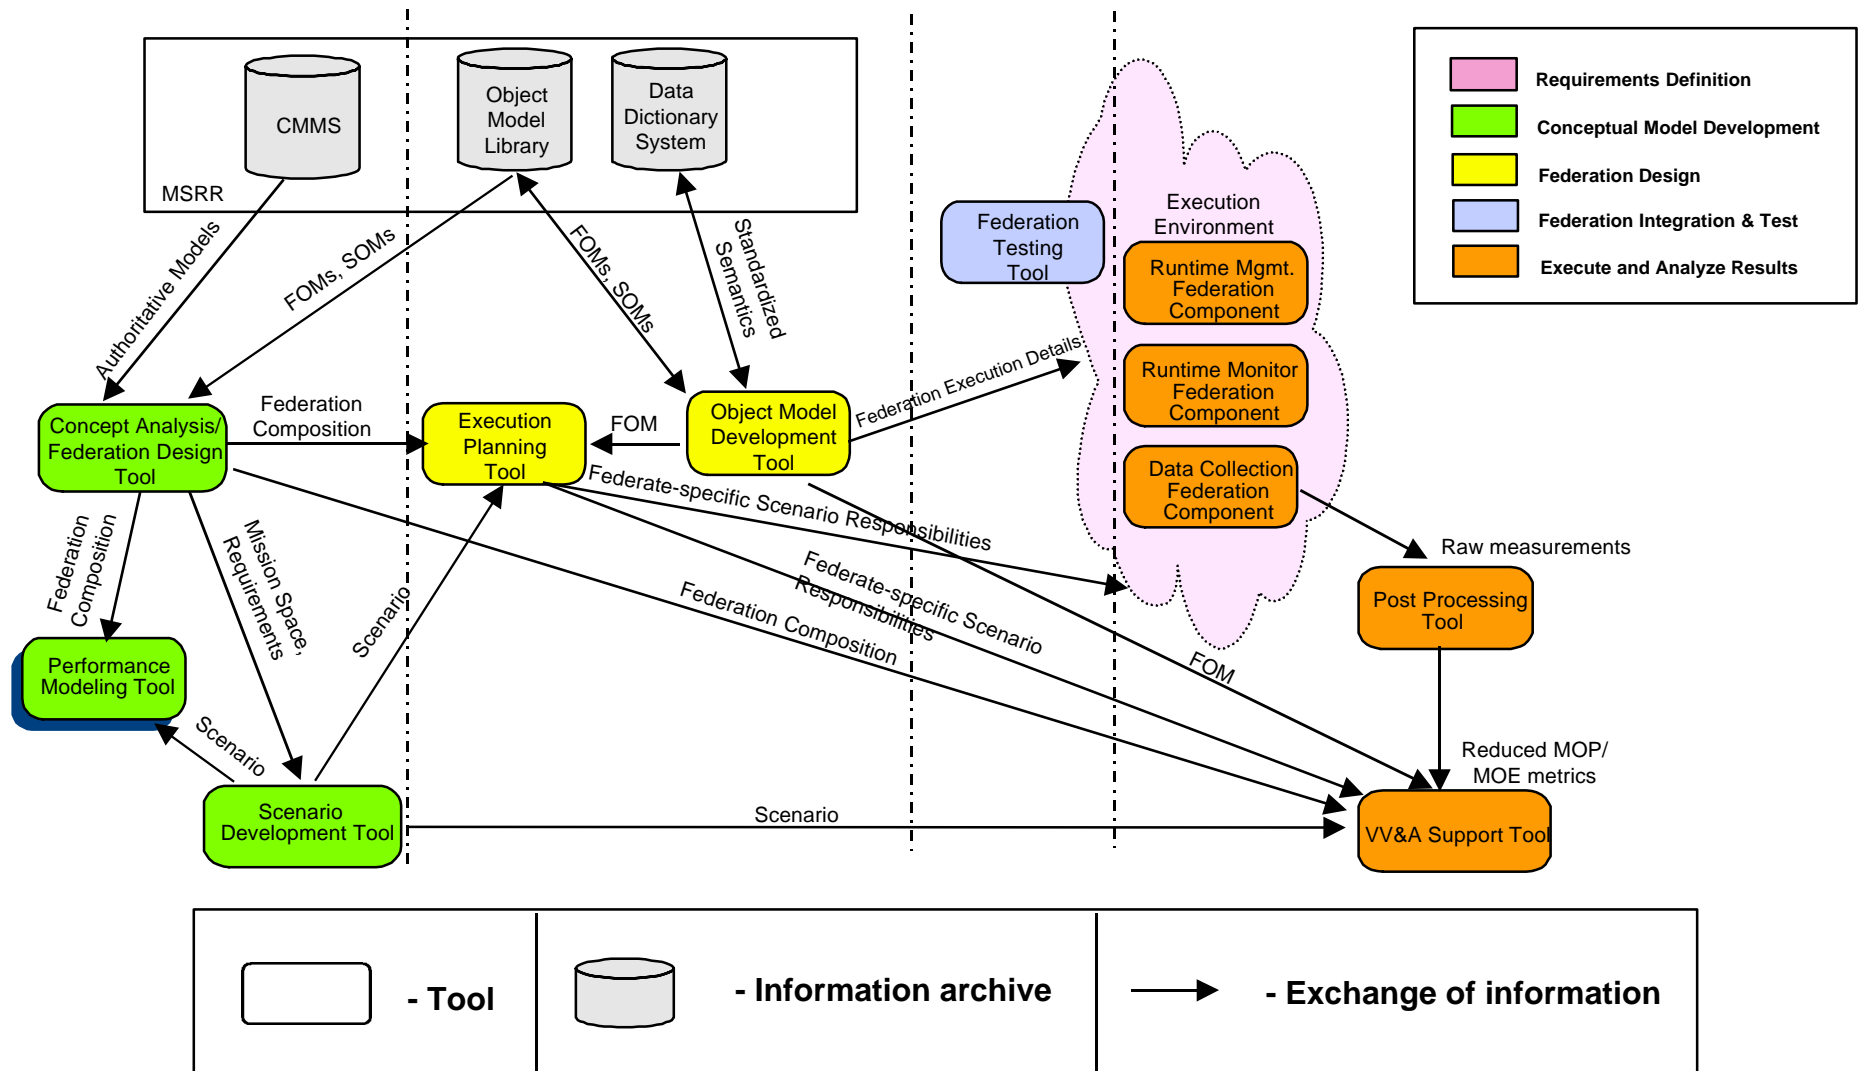 CMMS
Object
Model
Library
Data
Dictionary
System
MSRR
Requirements Definition
Conceptual Model Development
Federation Design
Federation Integration & Test
Execute and Analyze Results
Authoritative Models
FOMs, SOMs
FOMs, SOMs
Standardized
Semantics
Federation
Testing
Tool
Execution
Environment
Runtime Mgmt.
Federation
Component
Runtime Monitor
Federation
Component
Data Collection
Federation
Component
Federation Execution Details
Concept Analysis/
Federation Design
Tool
Federation
Composition
Execution
Planning
Tool
FOM
Object Model
Development
Tool
Federate-specific Scenario Responsibilities
Federation
Composition
Mission Space,
Requirements
Scenario
Federate-specific Scenario
Responsibilities
Federation Composition
FOM
Raw measurements
Post Processing
Tool
Performance
Modeling Tool
Scenario
Scenario
Development Tool
Scenario
Reduced MOP/
MOE metrics
VV&A Support Tool
- Tool
- Information archive
- Exchange of information